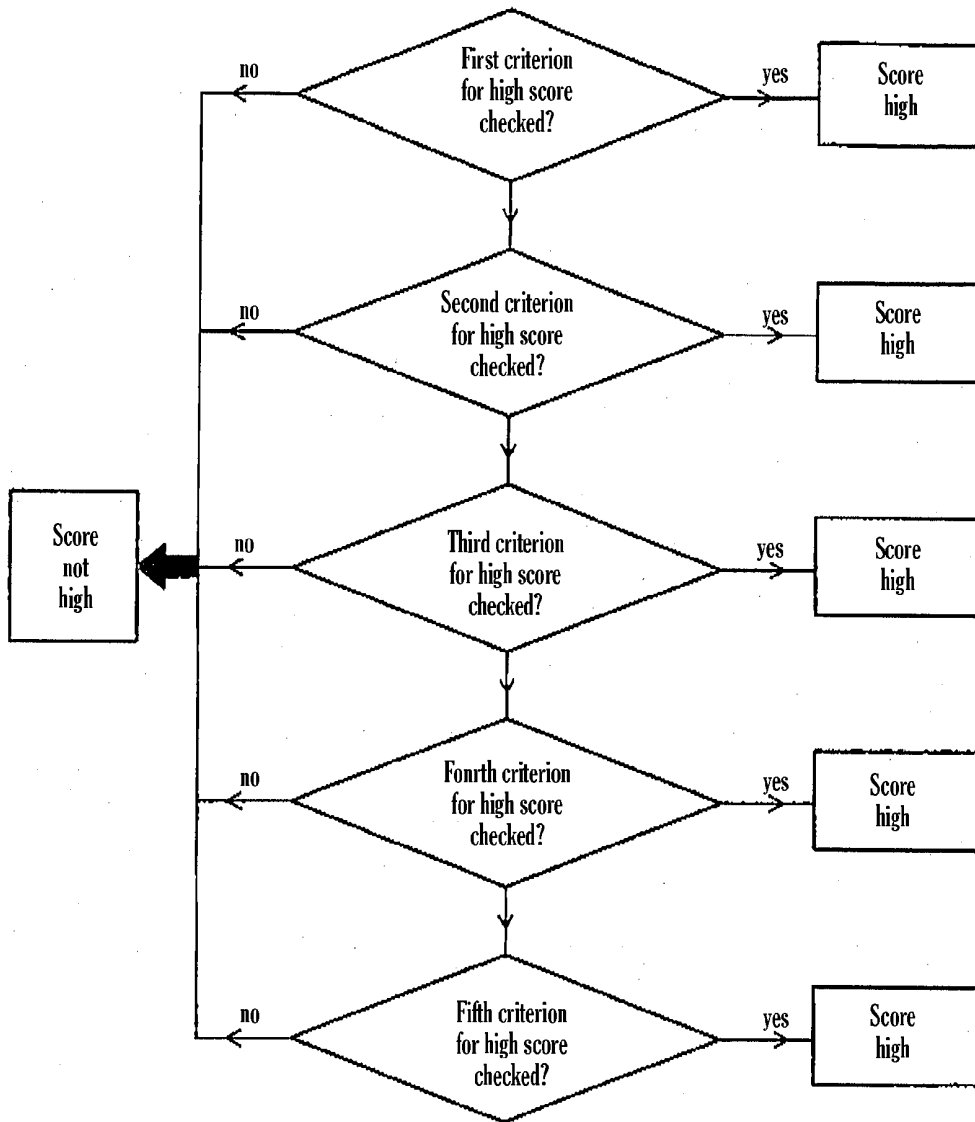 First criterion
for high score
checked?
no
yes
Score
high
Second criterion
for high score
checked?
no
yes
Score
high
Score
not
high
Third criterion
for high score
checked?
no
yes
Score
high
Fonrth criterion
for high score
checked?
no
yes
Score
high
Fifth criterion
for high score
checked?
no
yes
Score
high